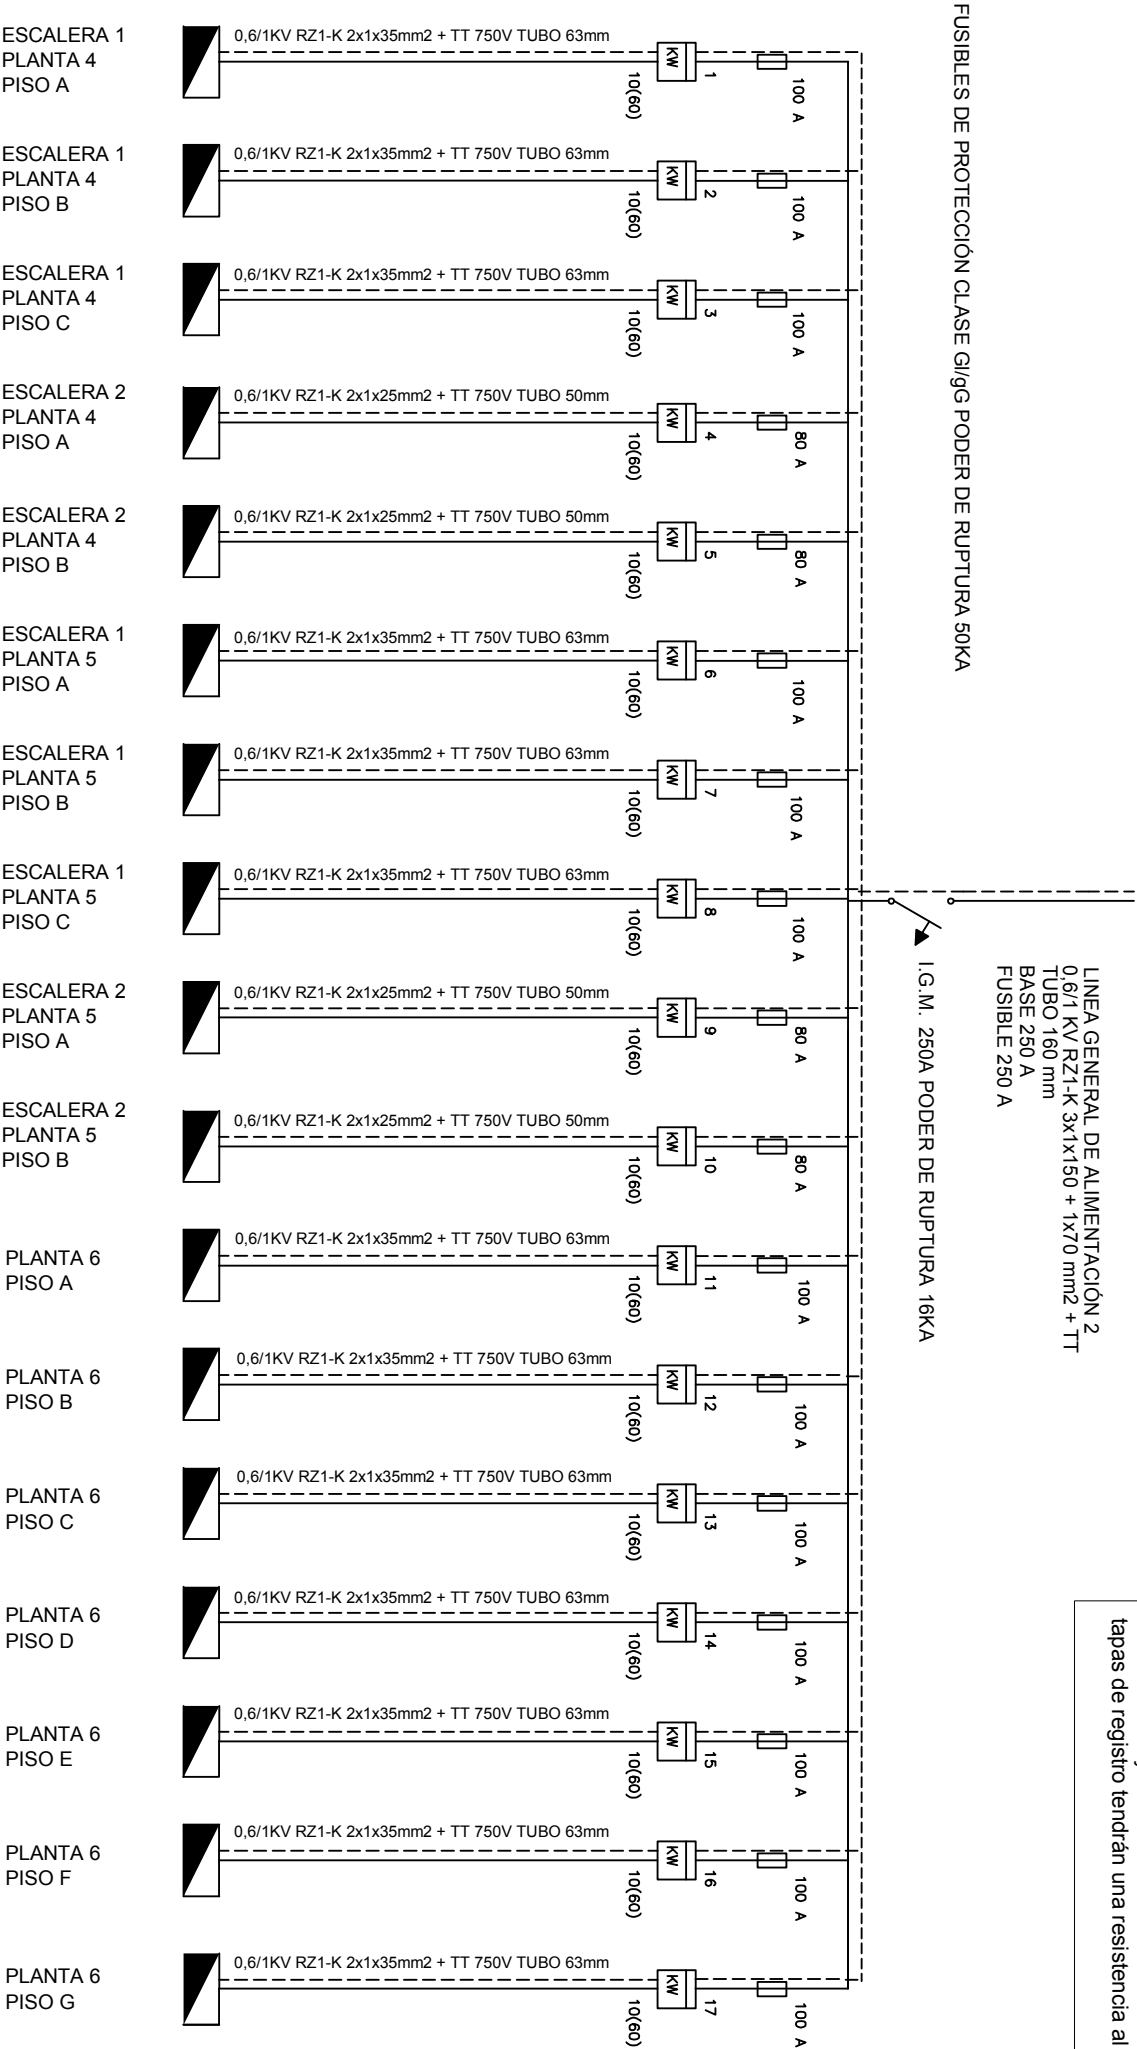 FUSIBLES DE PROTECCIÓN CLASE Gl/gG PODER DE RUPTURA 50KA
LINEA GENERAL DE ALIMENTACIÓN 2
0,6/1 KV RZ1-K 3x1x150 + 1x70 mm2 + TT
TUBO 160 mm
BASE 250 A
FUSIBLE 250 A
I.G.M. 250A PODER DE RUPTURA 16KA
tapas de registro tendrán una resistencia al
ESCALERA 1
PLANTA 4
PISO A
0,6/1KV RZ1-K 2x1x35mm2 + TT 750V TUBO 63mm
KW
1
10(60)
100 A
ESCALERA 1
PLANTA 4
PISO B
0,6/1KV RZ1-K 2x1x35mm2 + TT 750V TUBO 63mm
KW
2
10(60)
100 A
ESCALERA 1
PLANTA 4
PISO C
0,6/1KV RZ1-K 2x1x35mm2 + TT 750V TUBO 63mm
KW
3
10(60)
100 A
ESCALERA 2
PLANTA 4
PISO A
0,6/1KV RZ1-K 2x1x25mm2 + TT 750V TUBO 50mm
KW
4
10(60)
80 A
ESCALERA 2
PLANTA 4
PISO B
0,6/1KV RZ1-K 2x1x25mm2 + TT 750V TUBO 50mm
KW
5
10(60)
80 A
ESCALERA 1
PLANTA 5
PISO A
0,6/1KV RZ1-K 2x1x35mm2 + TT 750V TUBO 63mm
KW
6
10(60)
100 A
ESCALERA 1
PLANTA 5
PISO B
0,6/1KV RZ1-K 2x1x35mm2 + TT 750V TUBO 63mm
KW
7
10(60)
100 A
ESCALERA 1
PLANTA 5
PISO C
0,6/1KV RZ1-K 2x1x35mm2 + TT 750V TUBO 63mm
KW
8
10(60)
100 A
ESCALERA 2
PLANTA 5
PISO A
0,6/1KV RZ1-K 2x1x25mm2 + TT 750V TUBO 50mm
KW
9
10(60)
80 A
ESCALERA 2
PLANTA 5
PISO B
0,6/1KV RZ1-K 2x1x25mm2 + TT 750V TUBO 50mm
KW
10
10(60)
80 A
PLANTA 6
PISO A
0,6/1KV RZ1-K 2x1x35mm2 + TT 750V TUBO 63mm
KW
11
10(60)
100 A
PLANTA 6
PISO B
0,6/1KV RZ1-K 2x1x35mm2 + TT 750V TUBO 63mm
KW
12
10(60)
100 A
PLANTA 6
PISO C
0,6/1KV RZ1-K 2x1x35mm2 + TT 750V TUBO 63mm
KW
13
10(60)
100 A
PLANTA 6
PISO D
0,6/1KV RZ1-K 2x1x35mm2 + TT 750V TUBO 63mm
KW
14
10(60)
100 A
PLANTA 6
PISO E
0,6/1KV RZ1-K 2x1x35mm2 + TT 750V TUBO 63mm
KW
15
10(60)
100 A
PLANTA 6
PISO F
0,6/1KV RZ1-K 2x1x35mm2 + TT 750V TUBO 63mm
KW
16
10(60)
100 A
PLANTA 6
PISO G
0,6/1KV RZ1-K 2x1x35mm2 + TT 750V TUBO 63mm
KW
17
10(60)
100 A